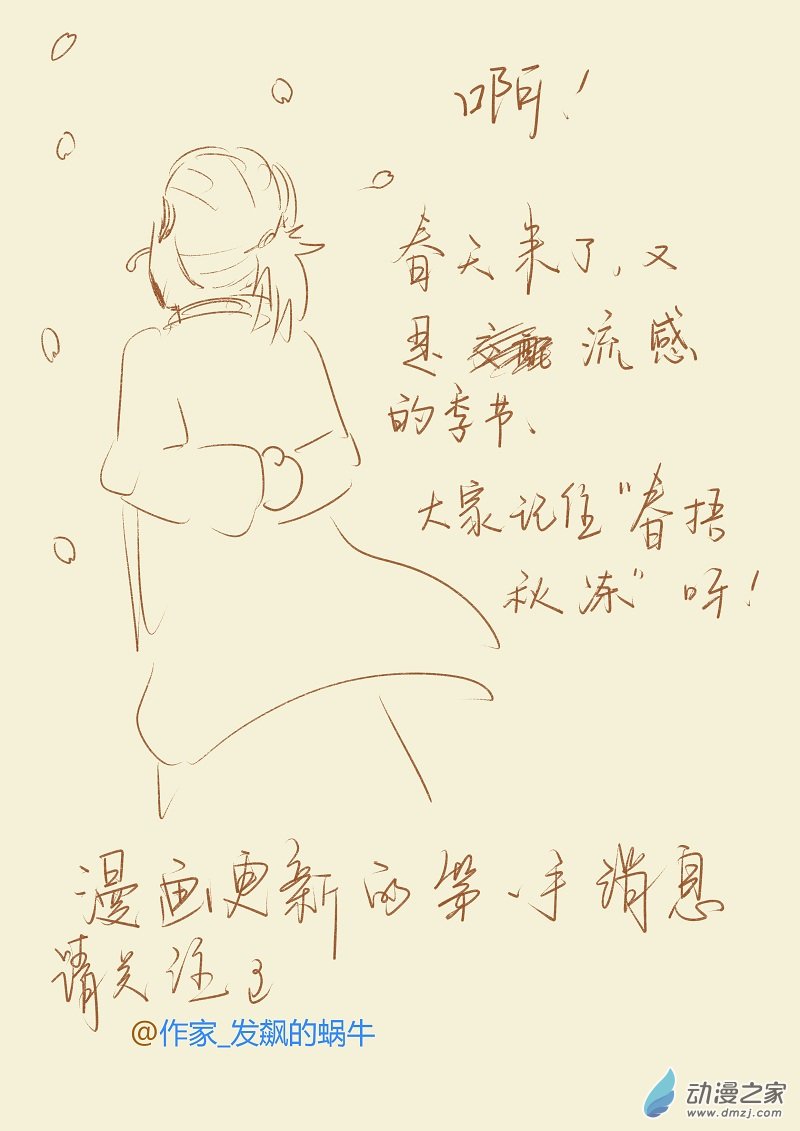 啊！
春天来了,又
是 交配 流感
的季节、
大家记住"春捂
秋冻"呀！
漫画更新的第一手消息
请关注
@作家_发飙的蜗牛
动漫之家
www.dmzj.com